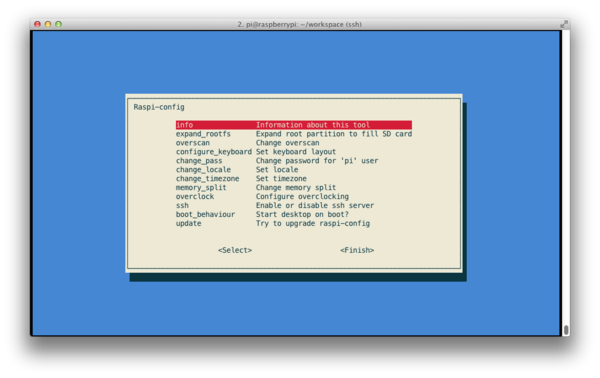 2. pi@raspberrypi: ~/workspace (ssh)
Raspi-config
info Information about this tool
expand_rootfs Expand root partition to fill SD card
overscan Change overscan
configure_keyboard Set keyboard layout
change_pass Change password for 'pi' user
change_locale Set locale
change_timezone Set timezone
memory_split Change memory split
overclock Configure overclocking
ssh Enable or disable ssh server
boot_behaviour Start desktop on boot?
update Try to upgrade raspi-config
<Select> <Finish>